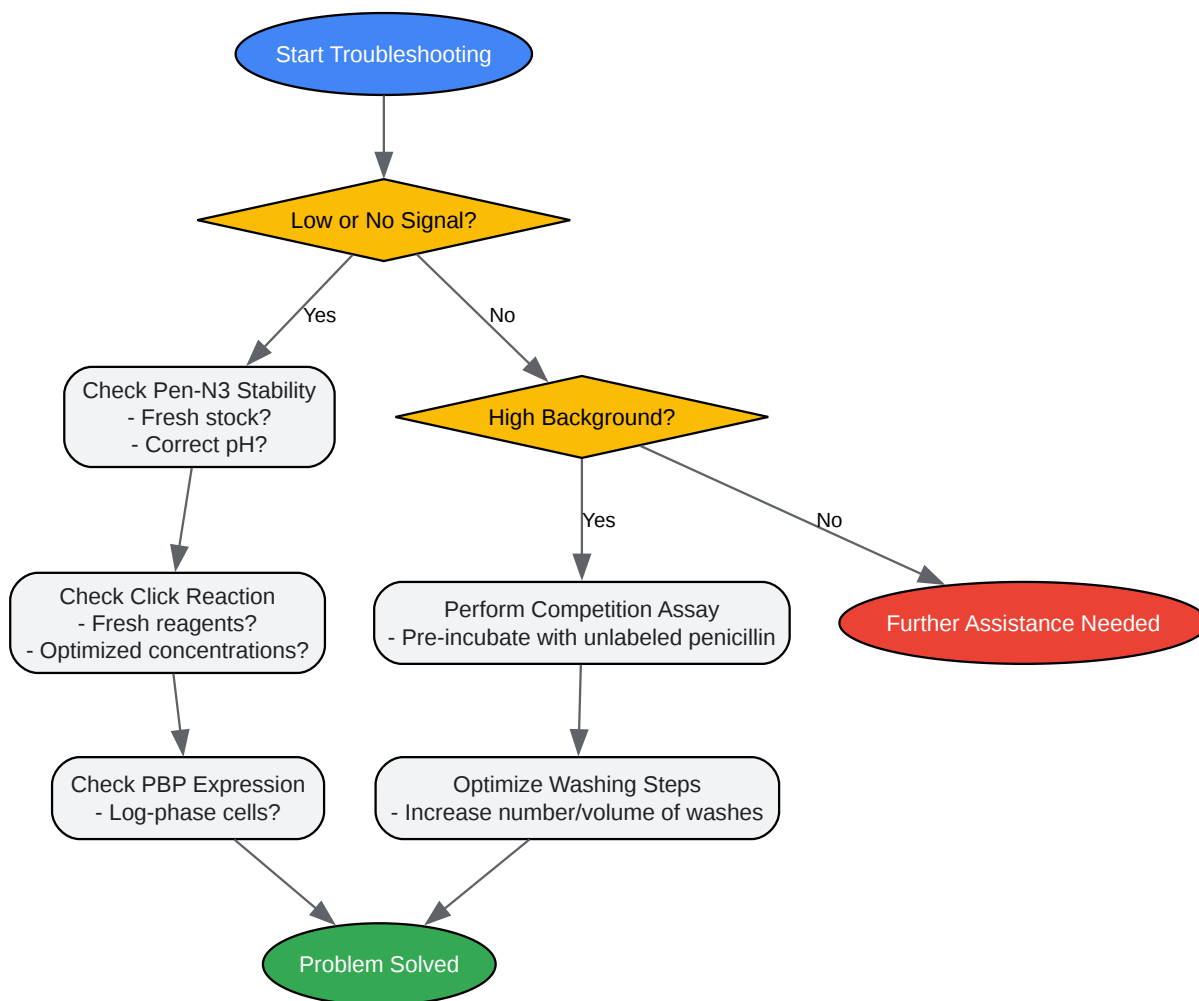 Start Troubleshooting
Low or No Signal?
Yes
No
Check Pen-N3 Stability
- Fresh stock?
- Correct pH?
High Background?
Yes
No
Check Click Reaction
- Fresh reagents?
- Optimized concentrations?
Perform Competition Assay
- Pre-incubate with unlabeled penicillin
Further Assistance Needed
Check PBP Expression
- Log-phase cells?
Optimize Washing Steps
- Increase number/volume of washes
Problem Solved